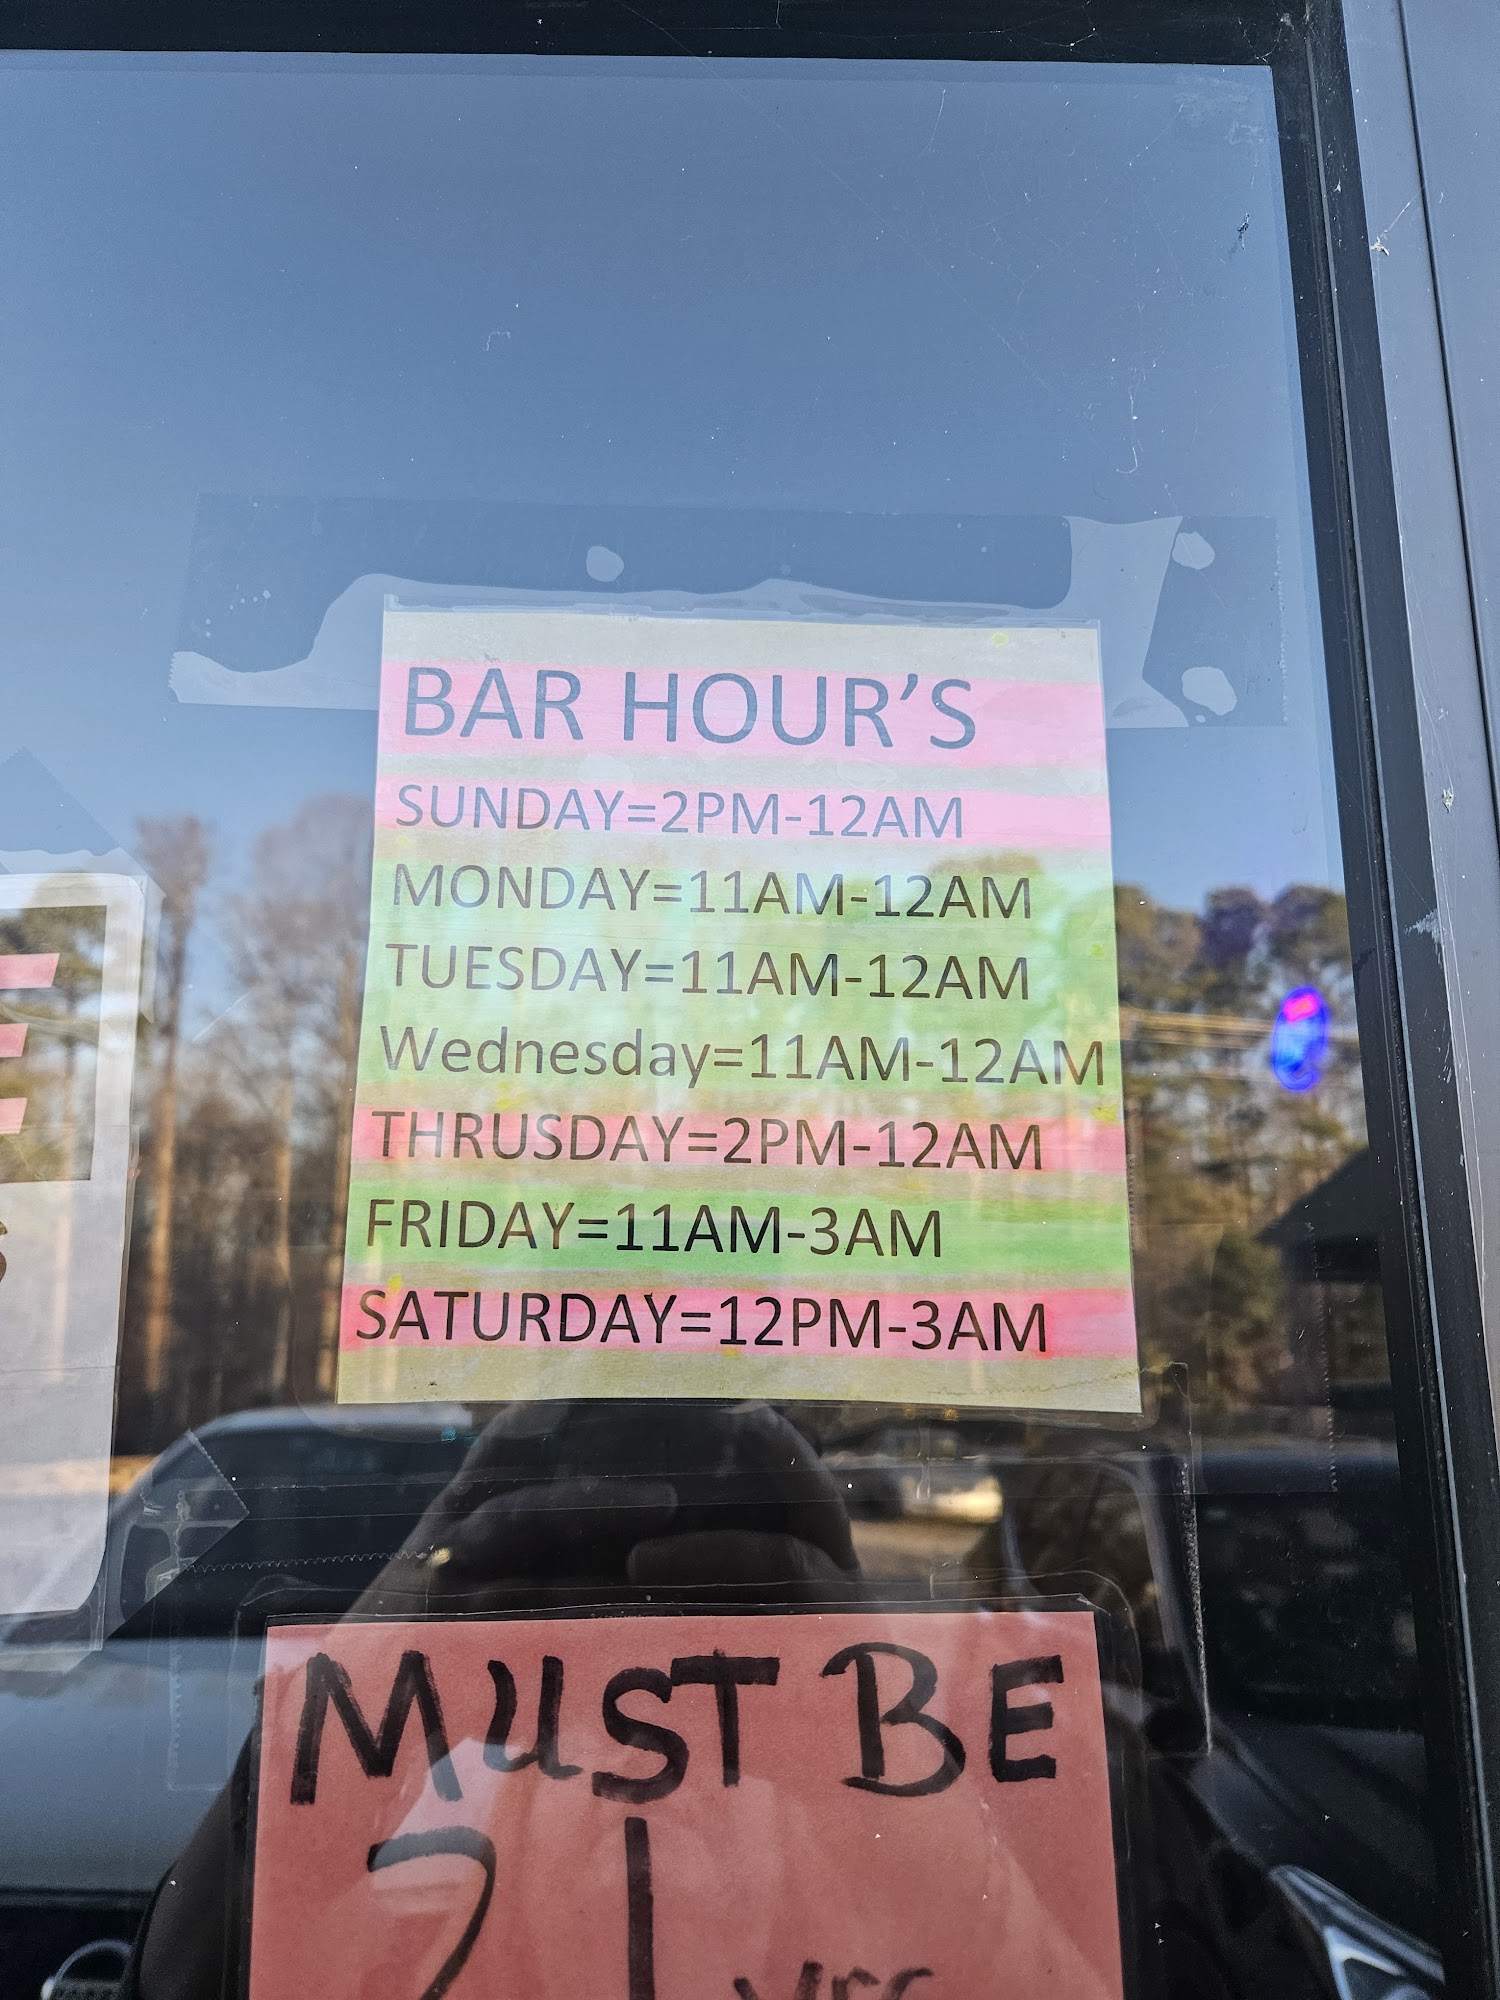 BAR HOUR'S
SUNDAY=2PM-12AM
MONDAY=11AM-12AM
TUESDAY=11AM-12AM
Wednesday=11AM-12AM
THRUSDAY=2PM-12AM
FRIDAY=11AM-3AM
SATURDAY=12PM-3AM
MUST BE
21 yrs